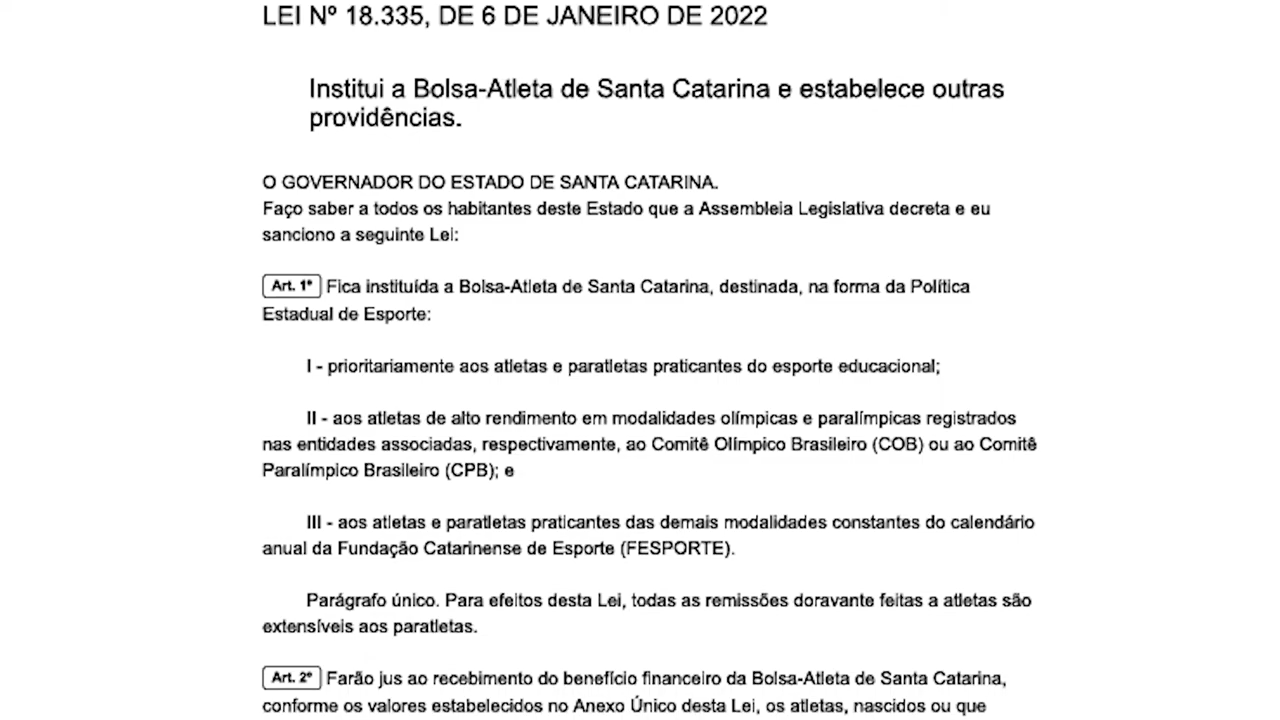 LEI Nº 18.335, DE 6 DE JANEIRO DE 2022
Institui a Bolsa-Atleta de Santa Catarina e estabelece outras
providências.
O GOVERNADOR DO ESTADO DE SANTA CATARINA.
Faço saber a todos os habitantes deste Estado que a Assembleia Legislativa decreta e eu
sanciono a seguinte Lei:
Art. 1º Fica instituída a Bolsa-Atleta de Santa Catarina, destinada, na forma da Política
Estadual de Esporte:
I - prioritariamente aos atletas e paratletas praticantes do esporte educacional;
II - aos atletas de alto rendimento em modalidades olímpicas e paralímpicas registrados
nas entidades associadas, respectivamente, ao Comitê Olímpico Brasileiro (COB) ou ao Comitê
Paralímpico Brasileiro (CPB); e
III - aos atletas e paratletas praticantes das demais modalidades constantes do calendário
anual da Fundação Catarinense de Esporte (FESPORTE).
Parágrafo único. Para efeitos desta Lei, todas as remissões doravante feitas a atletas são
extensíveis aos paratletas.
Art. 2º Farão jus ao recebimento do benefício financeiro da Bolsa-Atleta de Santa Catarina,
conforme os valores estabelecidos no Anexo Único desta Lei, os atletas, nascidos ou que